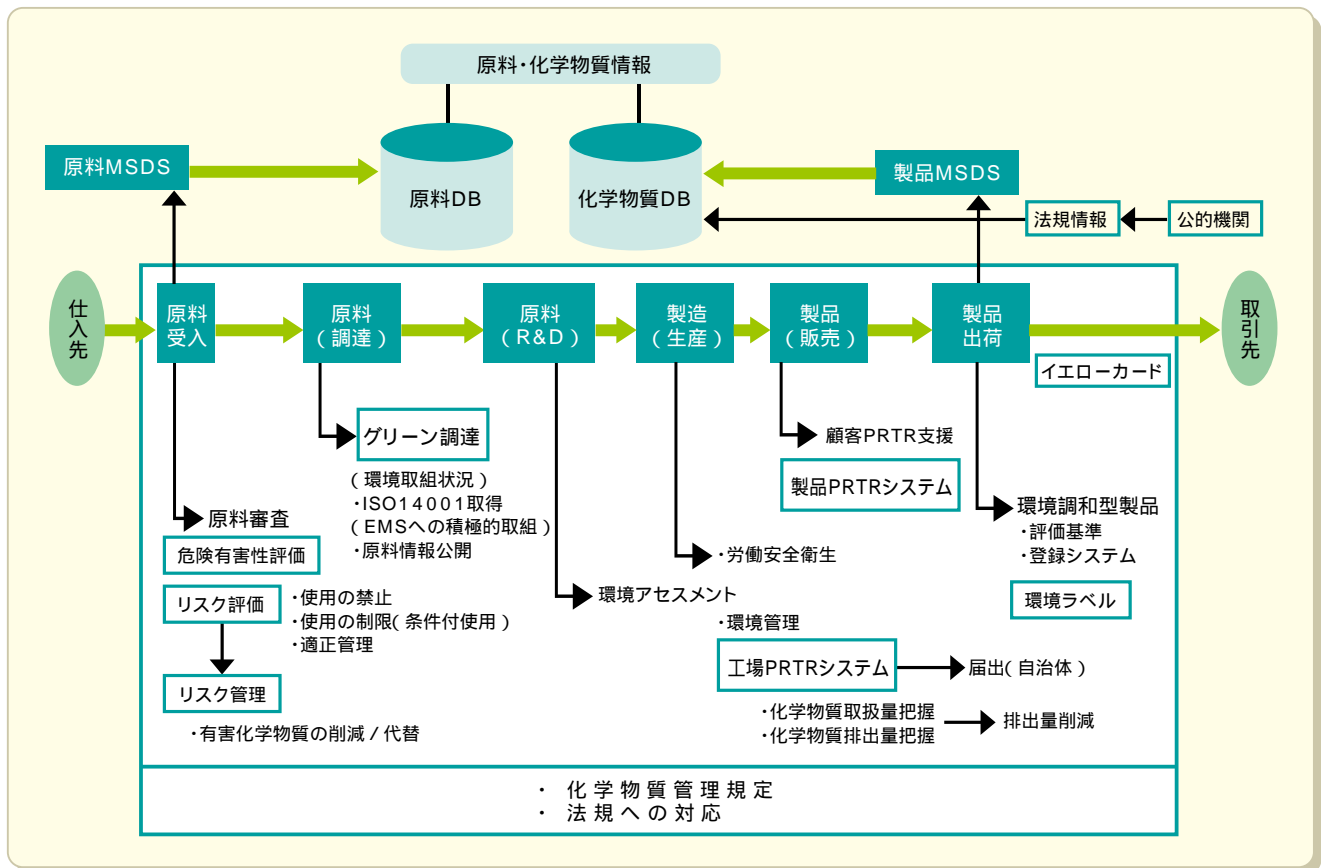 原料・化学物質情報
原料MSDS
原料DB
化学物質DB
製品MSDS
法規情報
公的機関
仕入先
原料
受入
原料
(調達)
原料
(R&D)
製造
(生産)
製品
(販売)
製品
出荷
取引先
イエローカード
グリーン調達
(環境取組状況)
・ISO14001取得
(EMSへの積極的取組)
・原料情報公開
顧客PRTR支援
製品PRTRシステム
原料審査
危険有害性評価
リスク評価
・使用の禁止
・使用の制限(条件付使用)
・適正管理
リスク管理
・有害化学物質の削減/代替
環境アセスメント
・労働安全衛生
・環境管理
工場PRTRシステム
届出(自治体)
・化学物質取扱量把握
・化学物質排出量把握
排出量削減
環境調和型製品
・評価基準
・登録システム
環境ラベル
・ 化学物質管理規定
・ 法規への対応